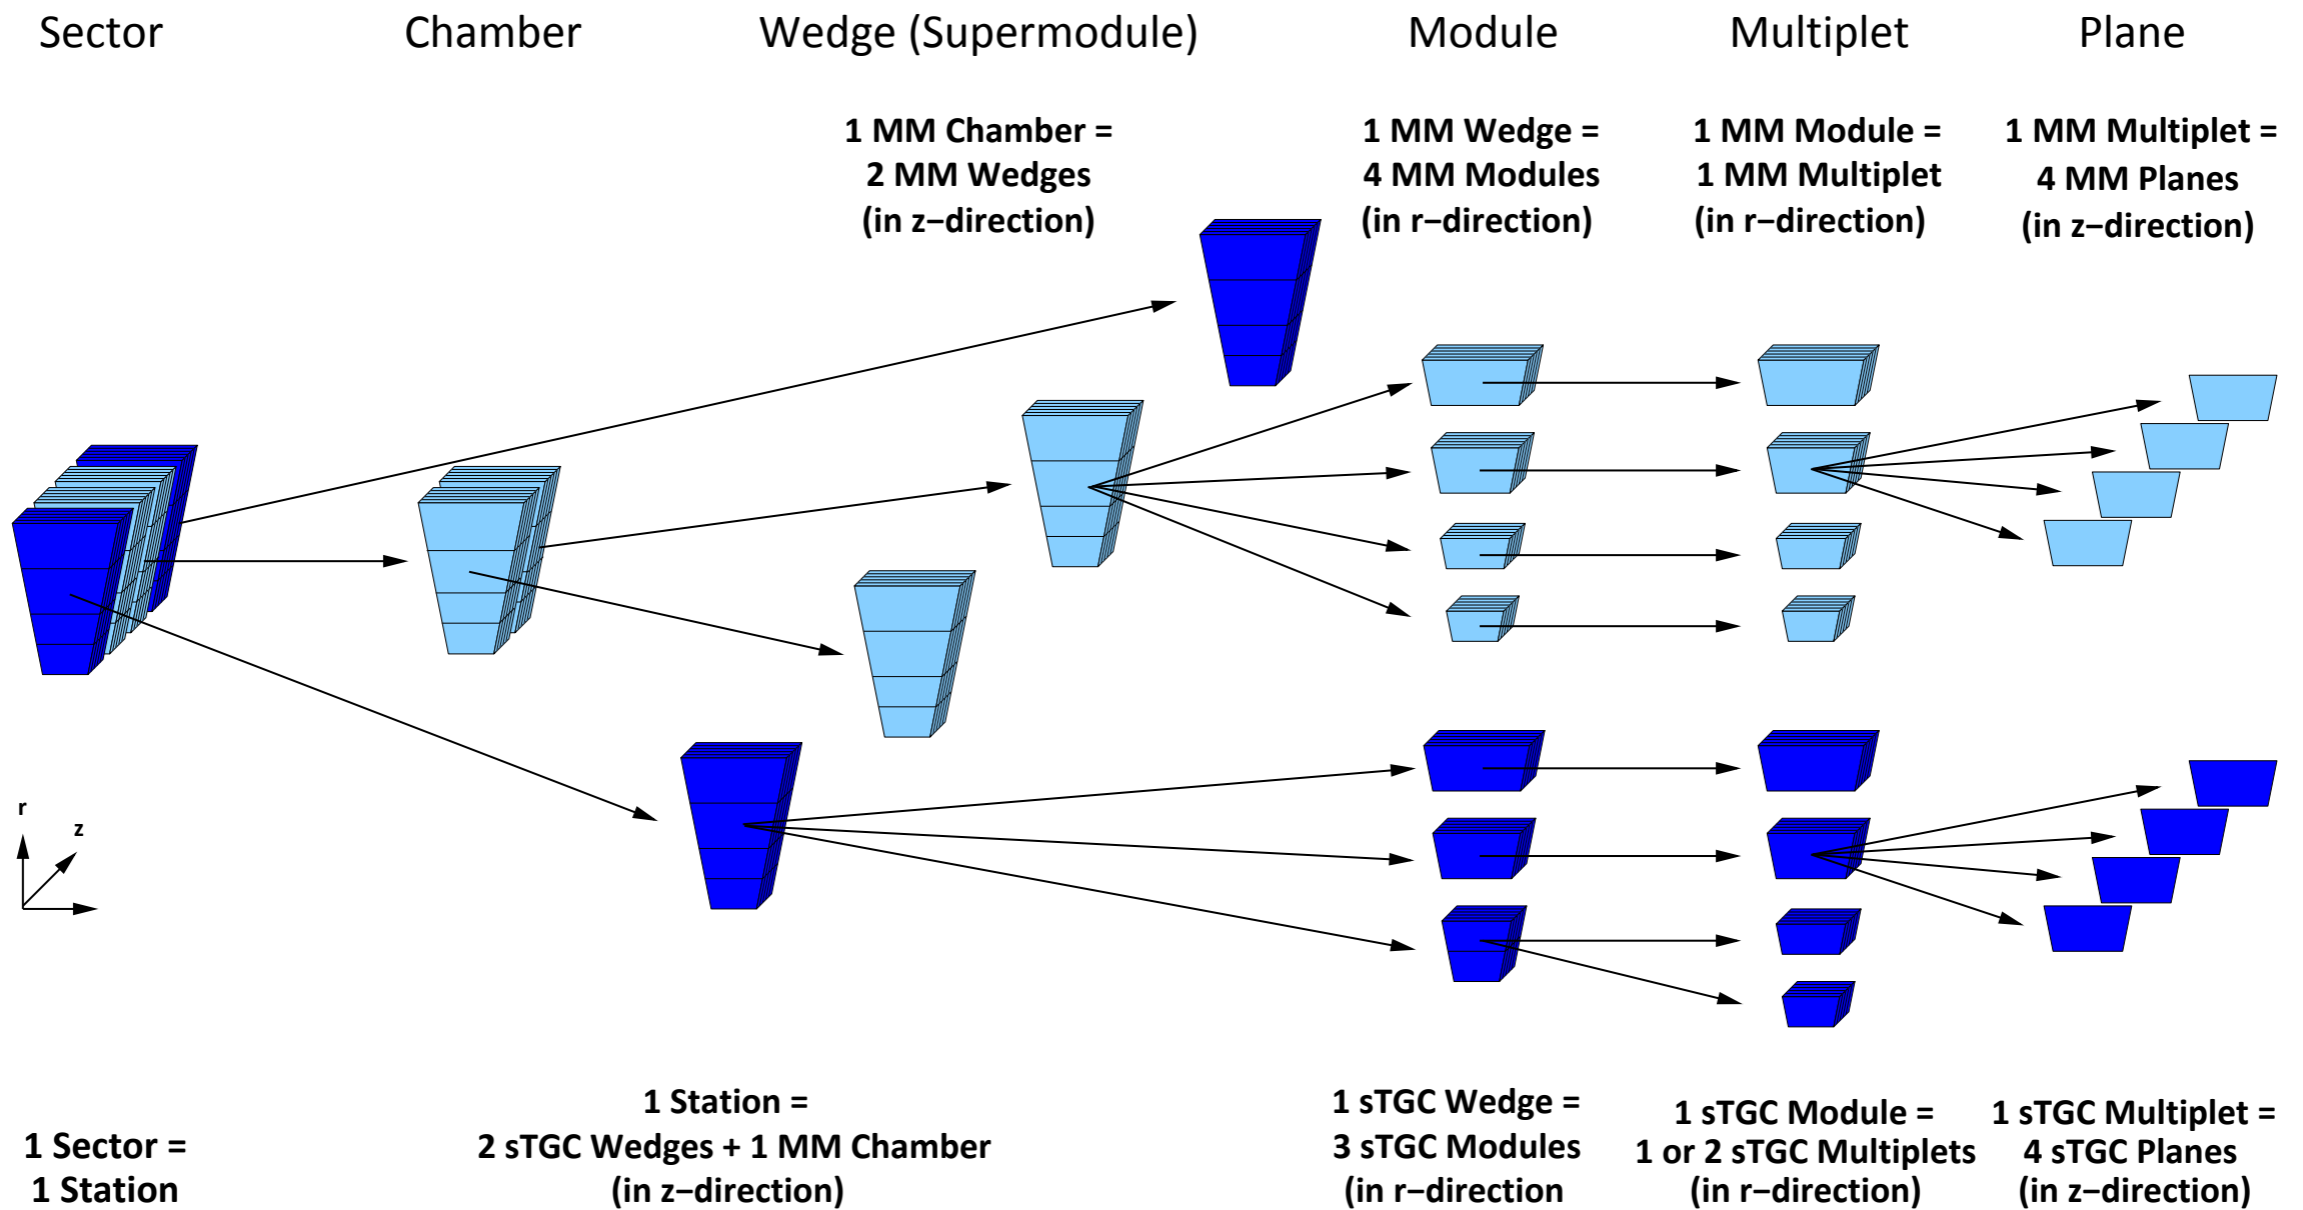 Sector
Chamber
Wedge (Supermodule)
Module
Multiplet
Plane
1 MM Chamber =
2 MM Wedges
(in z−direction)
1 MM Wedge =
4 MM Modules
(in r−direction)
1 MM Module =
1 MM Multiplet
(in r−direction)
1 MM Multiplet =
4 MM Planes
(in z−direction)
r
z
1 Sector =
1 Station
1 Station =
2 sTGC Wedges + 1 MM Chamber
(in z−direction)
1 sTGC Wedge =
3 sTGC Modules
(in r−direction
1 sTGC Module =
1 or 2 sTGC Multiplets
(in r−direction)
1 sTGC Multiplet =
4 sTGC Planes
(in z−direction)